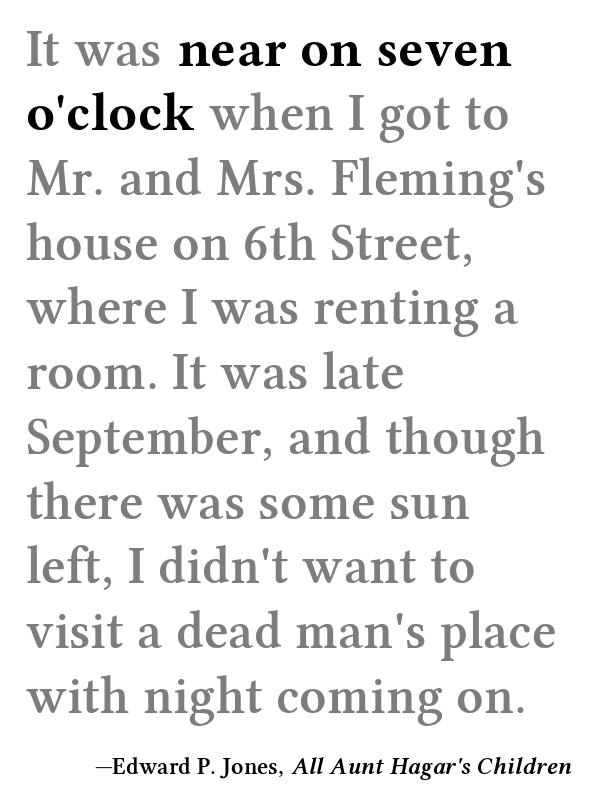 It was near on seven
o'clock when I got to
Mr. and Mrs. Fleming's
house on 6th Street,
where I was renting a
room. It was late
September, and though
there was some sun
left, I didn't want to
visit a dead man's place
with night coming on.
—Edward P. Jones, All Aunt Hagar's Children